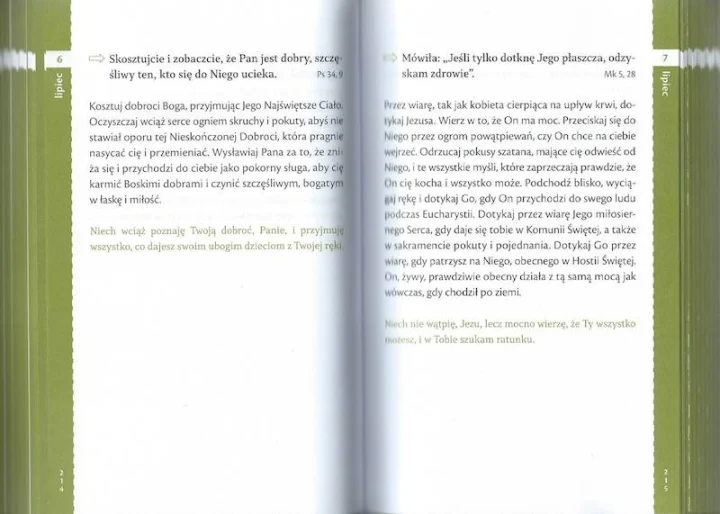 6
lipiec
Skosztujcie i zobaczcie, że Pan jest dobry, szczę-
śliwy ten, kto się do Niego ucieka. Ps 34, 9
Kosztuj dobroci Boga, przyjmując Jego Najświętsze Ciało.
Oczyszczaj wciąż serce ogniem skruchy i pokuty, abyś nie
stawiał oporu tej Nieskończonej Dobroci, która pragnie
nasycać cię i przemieniać. Wysławiaj Pana za to, że zni-
ża się i przychodzi do ciebie jako pokorny sługa, aby cię
karmić Boskimi dobrami i czynić szczęśliwym, bogatym
w łaskę i miłość.
Niech wciąż poznaję Twoją dobroć, Panie, i przyjmuję
wszystko, co dajesz swoim ubogim dzieciom z Twojej ręki.
214
7
lipiec
Mówiła: „Jeśli tylko dotknę Jego płaszcza, odzy-
skam zdrowie”. Mk 5, 28
Przez wiarę, tak jak kobieta cierpiąca na upływ krwi, do-
tykaj Jezusa. Wierz w to, że On ma moc. Przeciskaj się do
Niego przez ogrom powątpiewań, czy On chce na ciebie
wejrzeć. Odrzucaj pokusy szatana, mające cię odwieść od
Niego, i te wszystkie myśli, które zaprzeczają prawdzie, że
On cię kocha i wszystko może. Podchodź blisko, wycią-
gaj rękę i dotykaj Go, gdy On przychodzi do swego ludu
podczas Eucharystii. Dotykaj przez wiarę Jego miłosier-
nego Serca, gdy daje się tobie w Komunii Świętej, a także
w sakramencie pokuty i pojednania. Dotykaj Go przez
wiarę, gdy patrzysz na Niego, obecnego w Hostii Świętej.
On, żywy, prawdziwie obecny działa z tą samą mocą jak
wówczas, gdy chodził po ziemi.
Niech nie wątpię, Jezu, lecz mocno wierzę, że Ty wszystko
możesz, i w Tobie szukam ratunku.
215